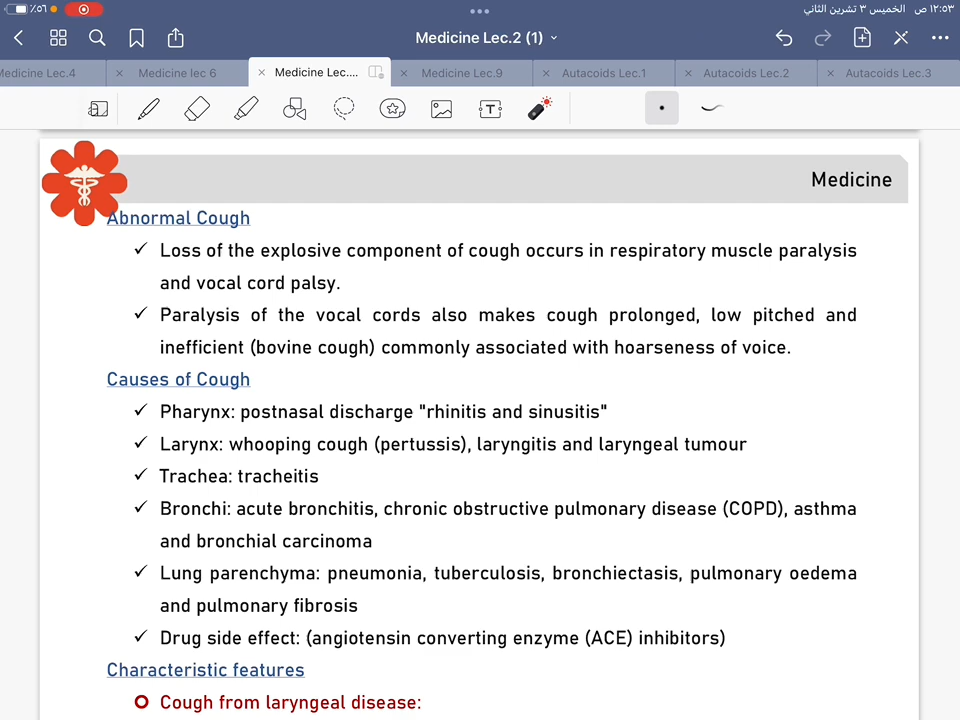 ٪٥٦
١٢:٥٣ ص الخميس ٣ تشرين الثاني
Medicine Lec.2 (1)
Medicine Lec.4
Medicine lec 6
Medicine Lec....
Medicine Lec.9
Autacoids Lec.1
Autacoids Lec.2
Autacoids Lec.3
Medicine
Abnormal Cough
✓ Loss of the explosive component of cough occurs in respiratory muscle paralysis
and vocal cord palsy.
✓ Paralysis of the vocal cords also makes cough prolonged, low pitched and
inefficient (bovine cough) commonly associated with hoarseness of voice.
Causes of Cough
✓ Pharynx: postnasal discharge "rhinitis and sinusitis"
✓ Larynx: whooping cough (pertussis), laryngitis and laryngeal tumour
✓ Trachea: tracheitis
✓ Bronchi: acute bronchitis, chronic obstructive pulmonary disease (COPD), asthma
and bronchial carcinoma
✓ Lung parenchyma: pneumonia, tuberculosis, bronchiectasis, pulmonary oedema
and pulmonary fibrosis
✓ Drug side effect: (angiotensin converting enzyme (ACE) inhibitors)
Characteristic features
Cough from laryngeal disease: